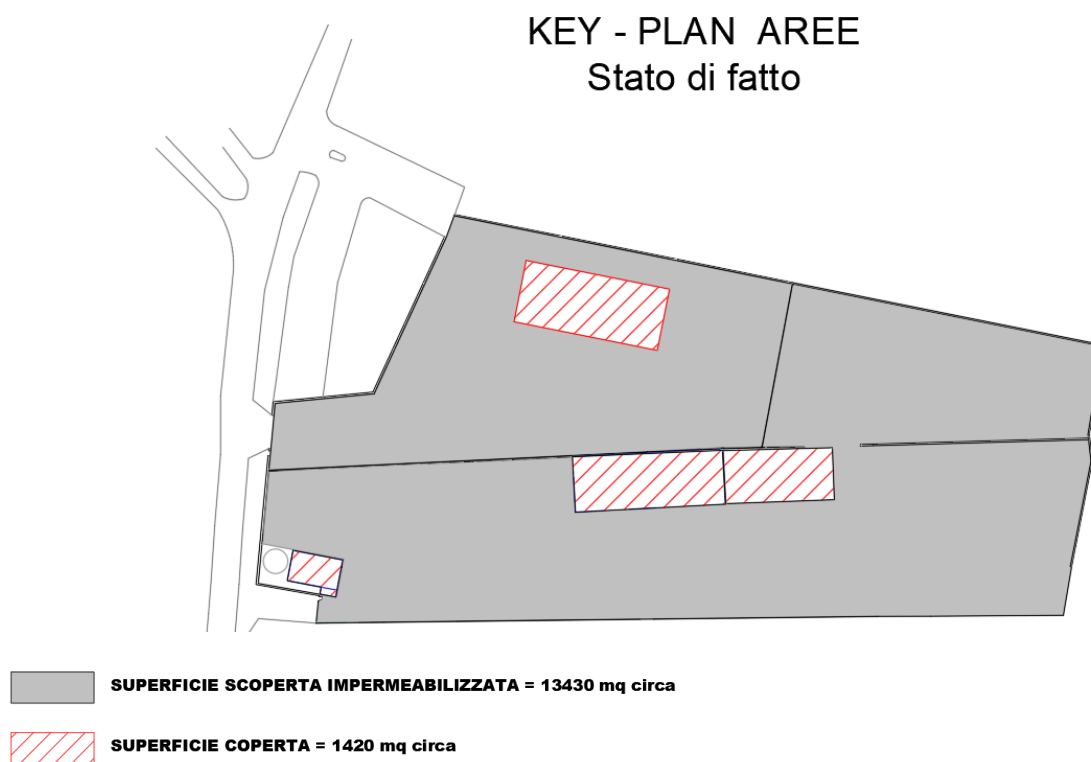 KEY - PLAN AREE
Stato di fatto
SUPERFICIE SCOPERTA IMPERMEABILIZZATA = 13430 mq circa
SUPERFICIE COPERTA = 1420 mq circa